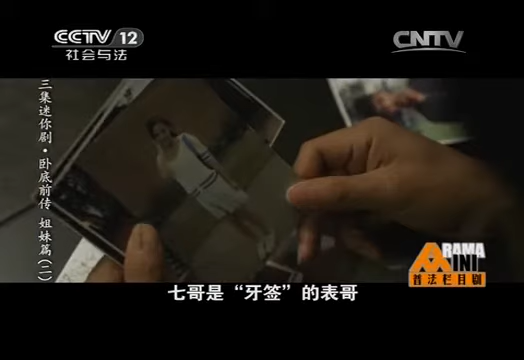 CCTV 12
社会与法
CNTV
三集迷你剧·卧底前传 姐妹篇(二)
七哥是“牙签”的表哥
DRAMA
MINI
普法栏目剧